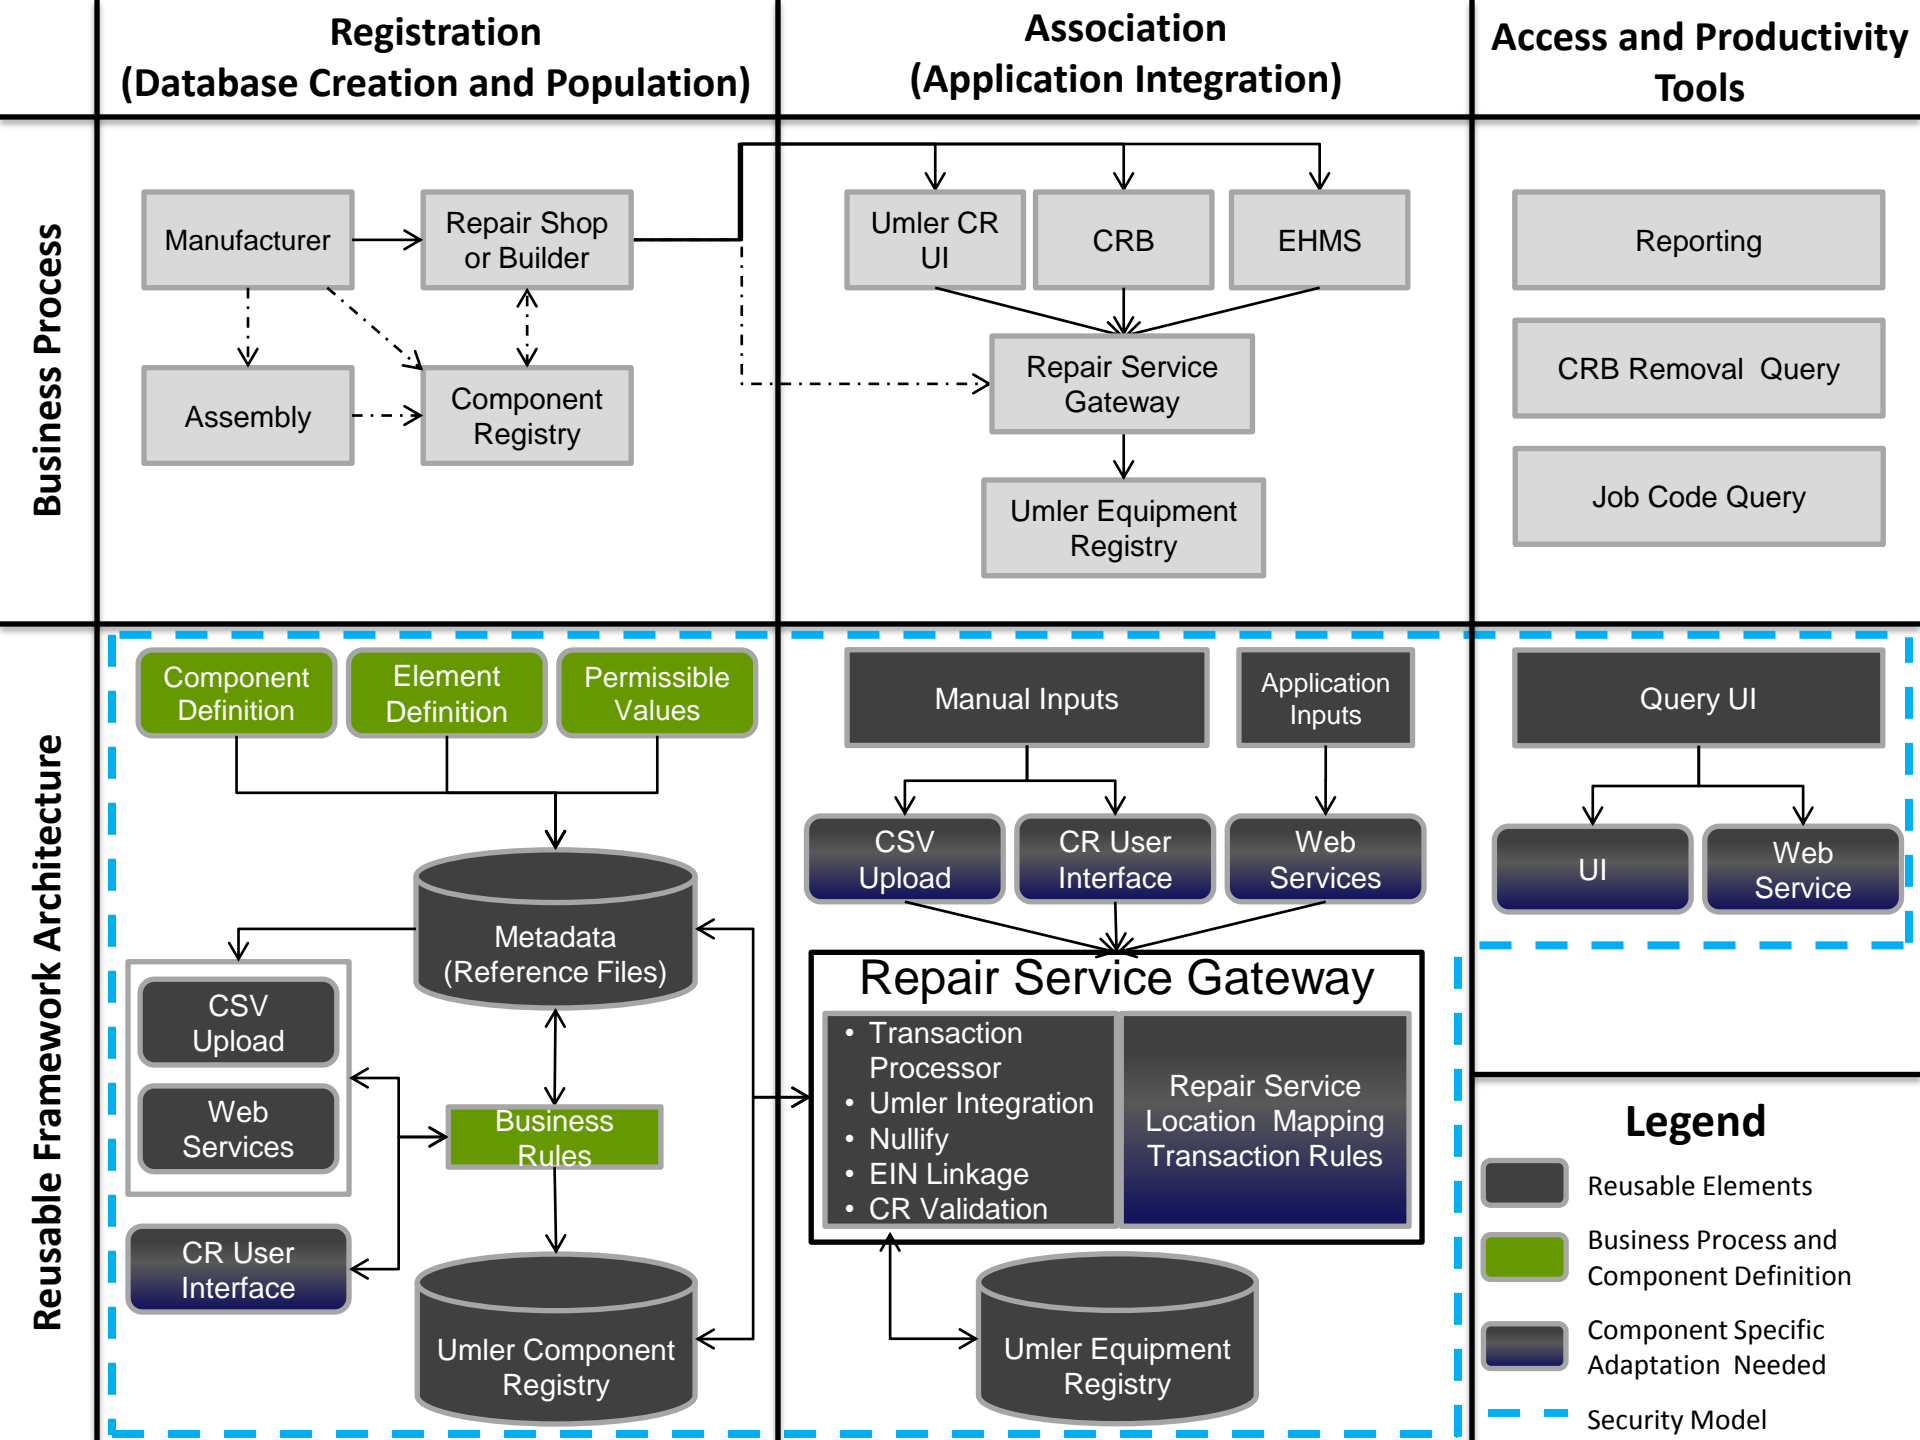 Registration
(Database Creation and Population)
Association
(Application Integration)
Access and Productivity
Tools
Business Process
Manufacturer
Repair Shop
or Builder
Assembly
Component
Registry
Umler CR
UI
CRB
EHMS
Repair Service
Gateway
Umler Equipment
Registry
Reporting
CRB Removal Query
Job Code Query
Reusable Framework Architecture
Component
Definition
Element
Definition
Permissible
Values
Metadata
(Reference Files)
CSV
Upload
Web
Services
Business
Rules
CR User
Interface
Umler Component
Registry
Manual Inputs
Application
Inputs
CSV
Upload
CR User
Interface
Web
Services
Repair Service Gateway
• Transaction
Processor
• Umler Integration
• Nullify
• EIN Linkage
• CR Validation
Repair Service
Location Mapping
Transaction Rules
Umler Equipment
Registry
Query UI
UI
Web
Service
Legend
Reusable Elements
Business Process and
Component Definition
Component Specific
Adaptation Needed
Security Model